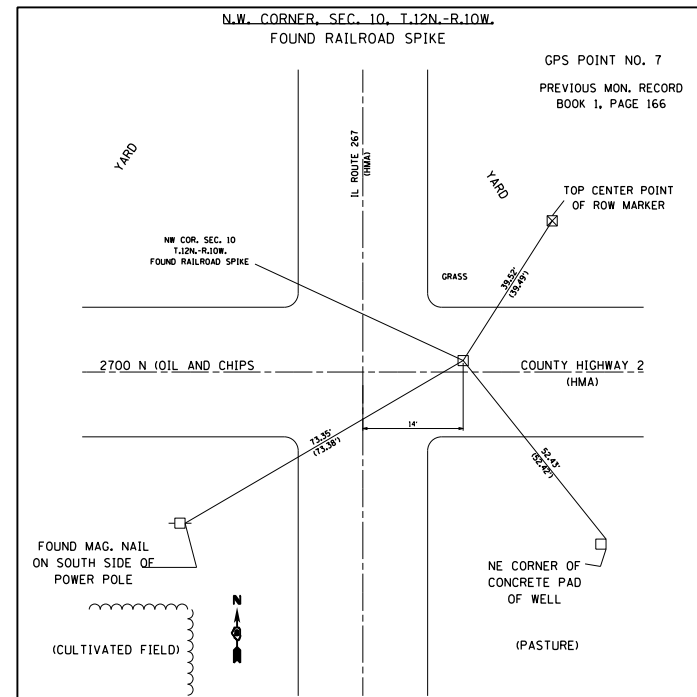 N.W. CORNER, SEC. 10, T.12N.-R.10W.
FOUND RAILROAD SPIKE
GPS POINT NO. 7
PREVIOUS MON. RECORD
BOOK 1, PAGE 166
YARD
IL ROUTE 267
(HMA)
YARD
TOP CENTER POINT
OF ROW MARKER
NW COR. SEC. 10
T.12N.-R.10W.
FOUND RAILROAD SPIKE
GRASS
39.52'
(39.49')
2700 N (OIL AND CHIPS
COUNTY HIGHWAY 2
(HMA)
14'
73.35'
(73.38')
52.43'
(52.42')
FOUND MAG. NAIL
ON SOUTH SIDE OF
POWER POLE
NE CORNER OF
CONCRETE PAD
OF WELL
N
(CULTIVATED FIELD)
(PASTURE)